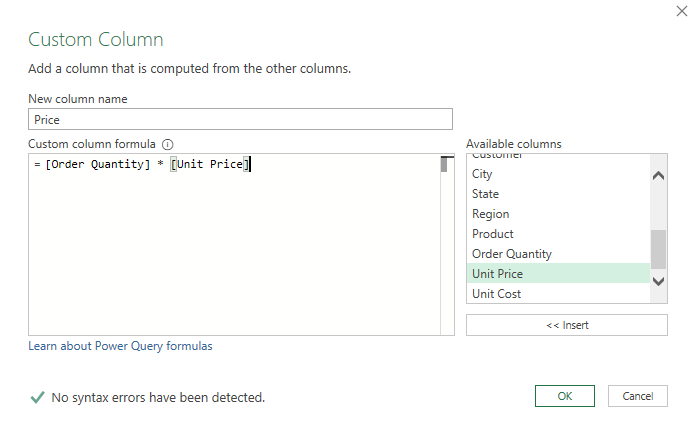 Custom Column
Add a column that is computed from the other columns.
New column name
Price
Custom column formula
Available columns
= [Order Quantity] * [Unit Price]
Customer
City
State
Region
Product
Order Quantity
Unit Price
Unit Cost
<< Insert
Learn about Power Query formulas
No syntax errors have been detected.
OK
Cancel